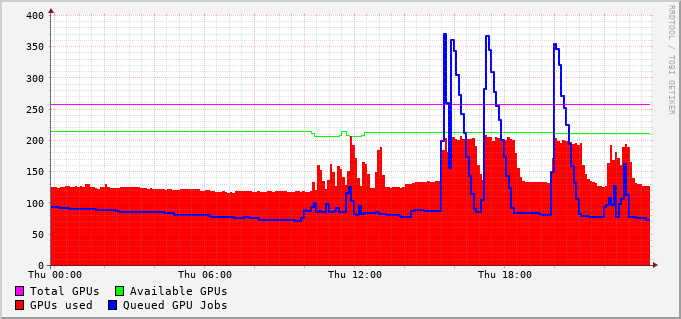 400
350
300
250
200
150
100
50
0
Thu 00:00 Thu 06:00 Thu 12:00 Thu 18:00
Total GPUs Available GPUs
GPUs used Queued GPU Jobs
RRDTOOL / TOBI OETIKER